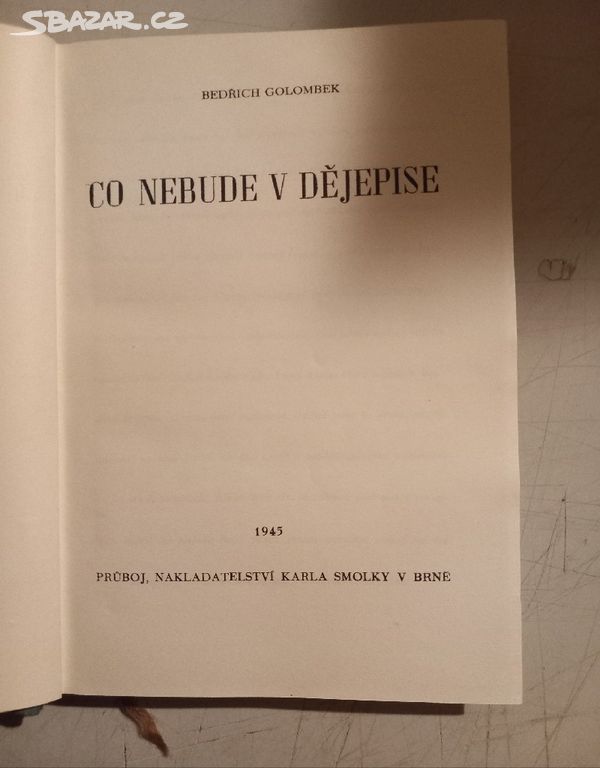 SBAZAR.CZ
BEDŘICH GOLOMBEK
CO NEBUDE V DĚJEPISE
1945
PRŮBOJ, NAKLADATELSTVÍ KARLA SMOLKY V BRNĚ